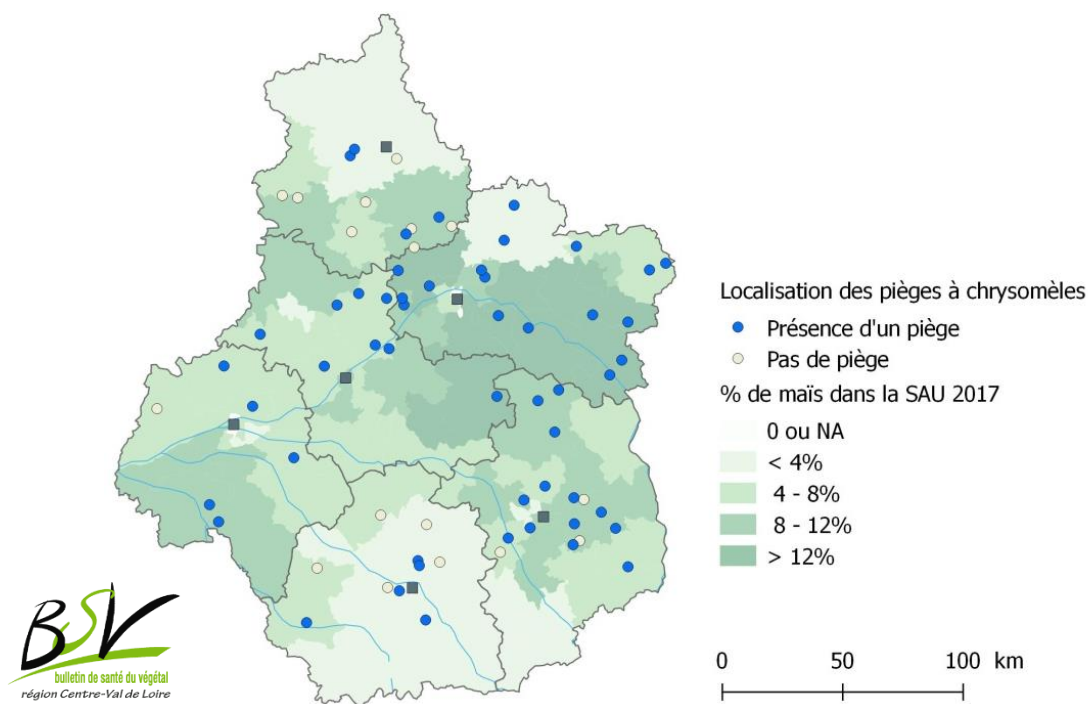 Localisation des pièges à chrysomèles
Présence d'un piège
Pas de piège
% de maïs dans la SAU 2017
0 ou NA
< 4%
4 - 8%
8 - 12%
> 12%
BSV
bulletin de santé du végétal
région Centre-Val de Loire
0 50 100 km